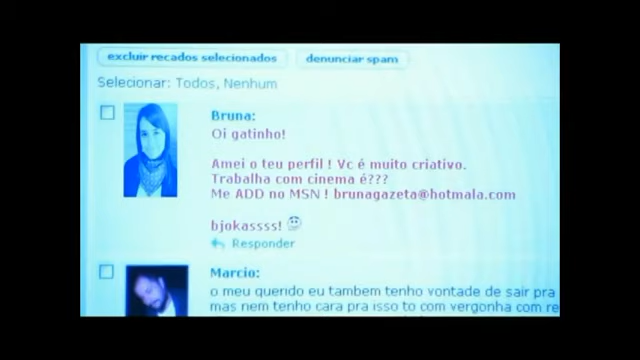 excluir recados selecionados denunciar spam
Selecionar: Todos, Nenhum
Bruna:
Oi gatinho!
Amei o teu perfil ! Vc é muito criativo.
Trabalha com cinema é???
Me ADD no MSN ! brunagazeta@hotmala.com
bjokassss!
Responder
Marcio:
o meu querido eu tambem tenho vontade de sair pra
mas nem tenho cara pra isso to com vergonha com re